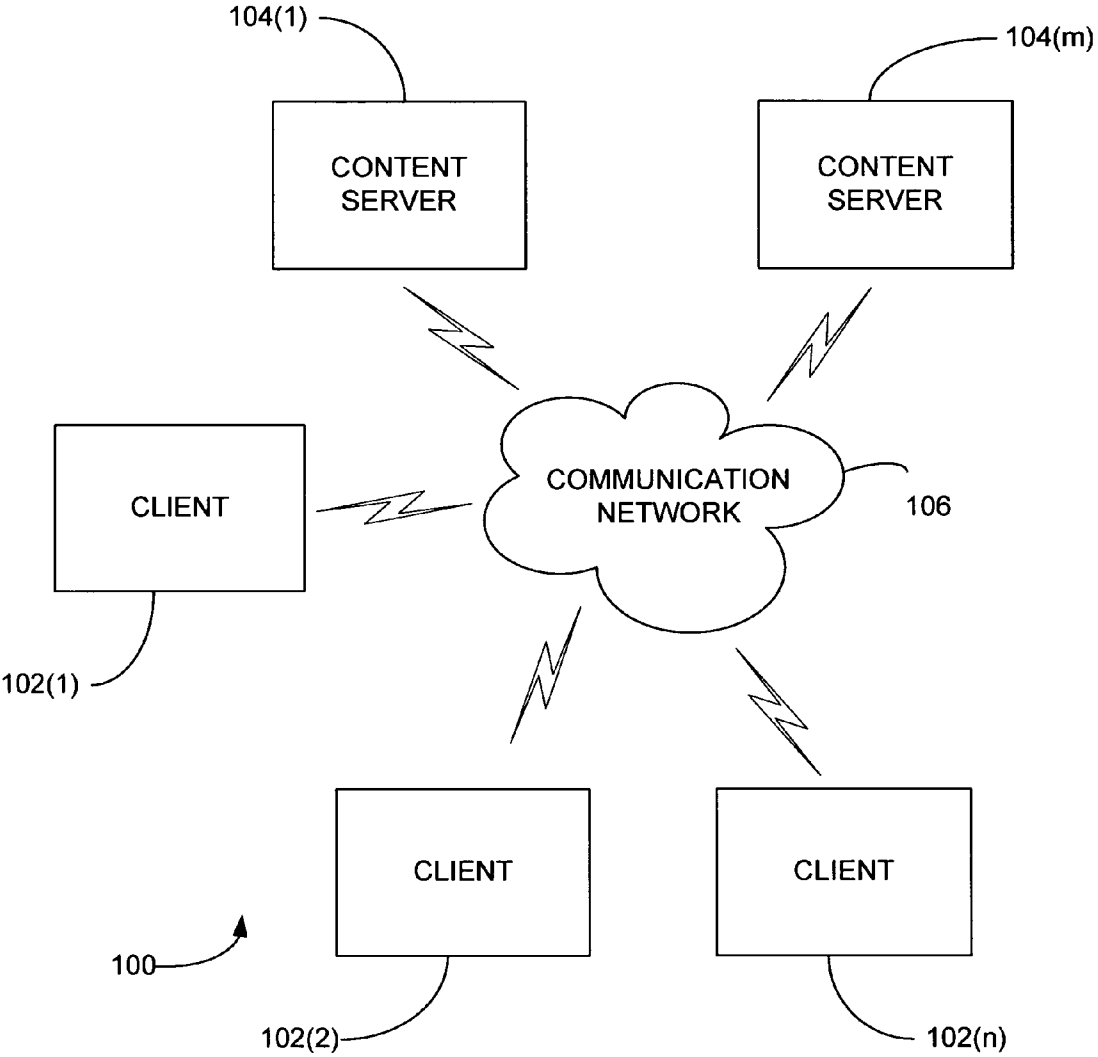 104(1)
104(m)
CONTENT
SERVER
CONTENT
SERVER
COMMUNICATION
NETWORK
106
CLIENT
102(1)
CLIENT
CLIENT
100
102(2)
102(n)